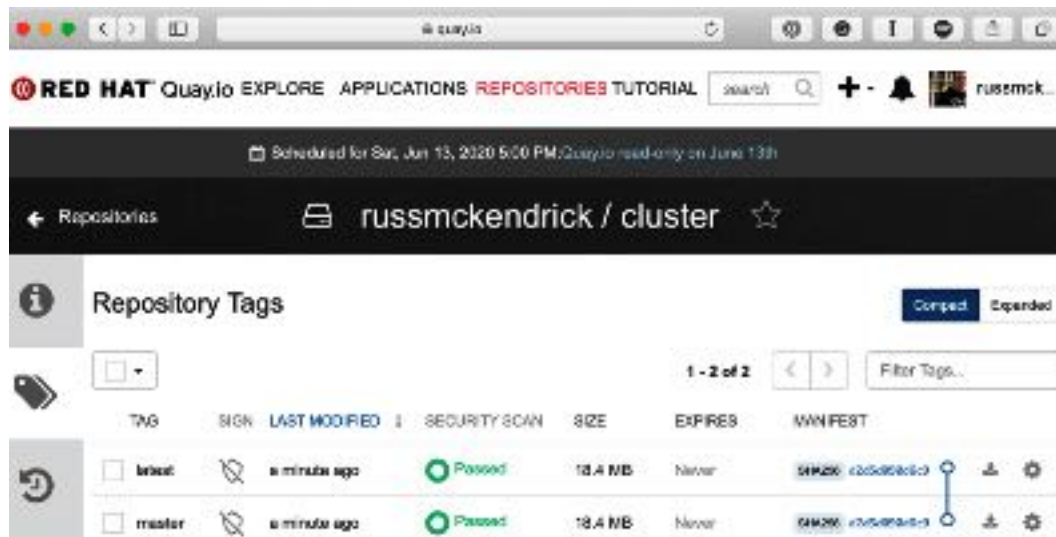 quay.io
RED HAT Quay.io EXPLORE APPLICATIONS REPOSITORIES TUTORIAL search russmck...
Scheduled for Sat, Jun 13, 2020 5:00 PM: Quay.io read-only on June 13th
Repositories russmckendrick / cluster
Repository Tags Compact Expanded
1 - 2 of 2 Filter Tags...
TAG SIGN LAST MODIFIED SECURITY SCAN SIZE EXPIRES MANIFEST
latest a minute ago Passed 18.4 MB Never SHA256
master a minute ago Passed 18.4 MB Never SHA256